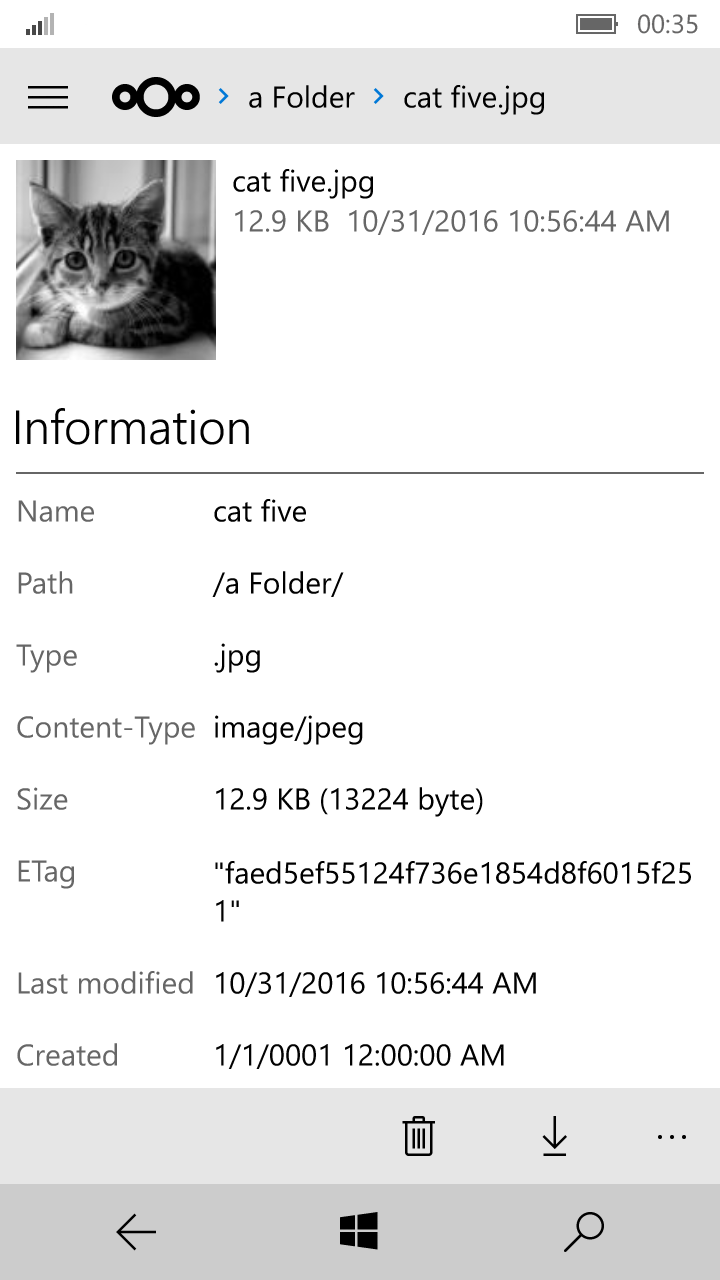 00:35
a Folder cat five.jpg
cat five.jpg
12.9 KB 10/31/2016 10:56:44 AM
Information
Name cat five
Path /a Folder/
Type .jpg
Content-Type image/jpeg
Size 12.9 KB (13224 byte)
ETag "faed5ef55124f736e1854d8f6015f25
1"
Last modified 10/31/2016 10:56:44 AM
Created 1/1/0001 12:00:00 AM